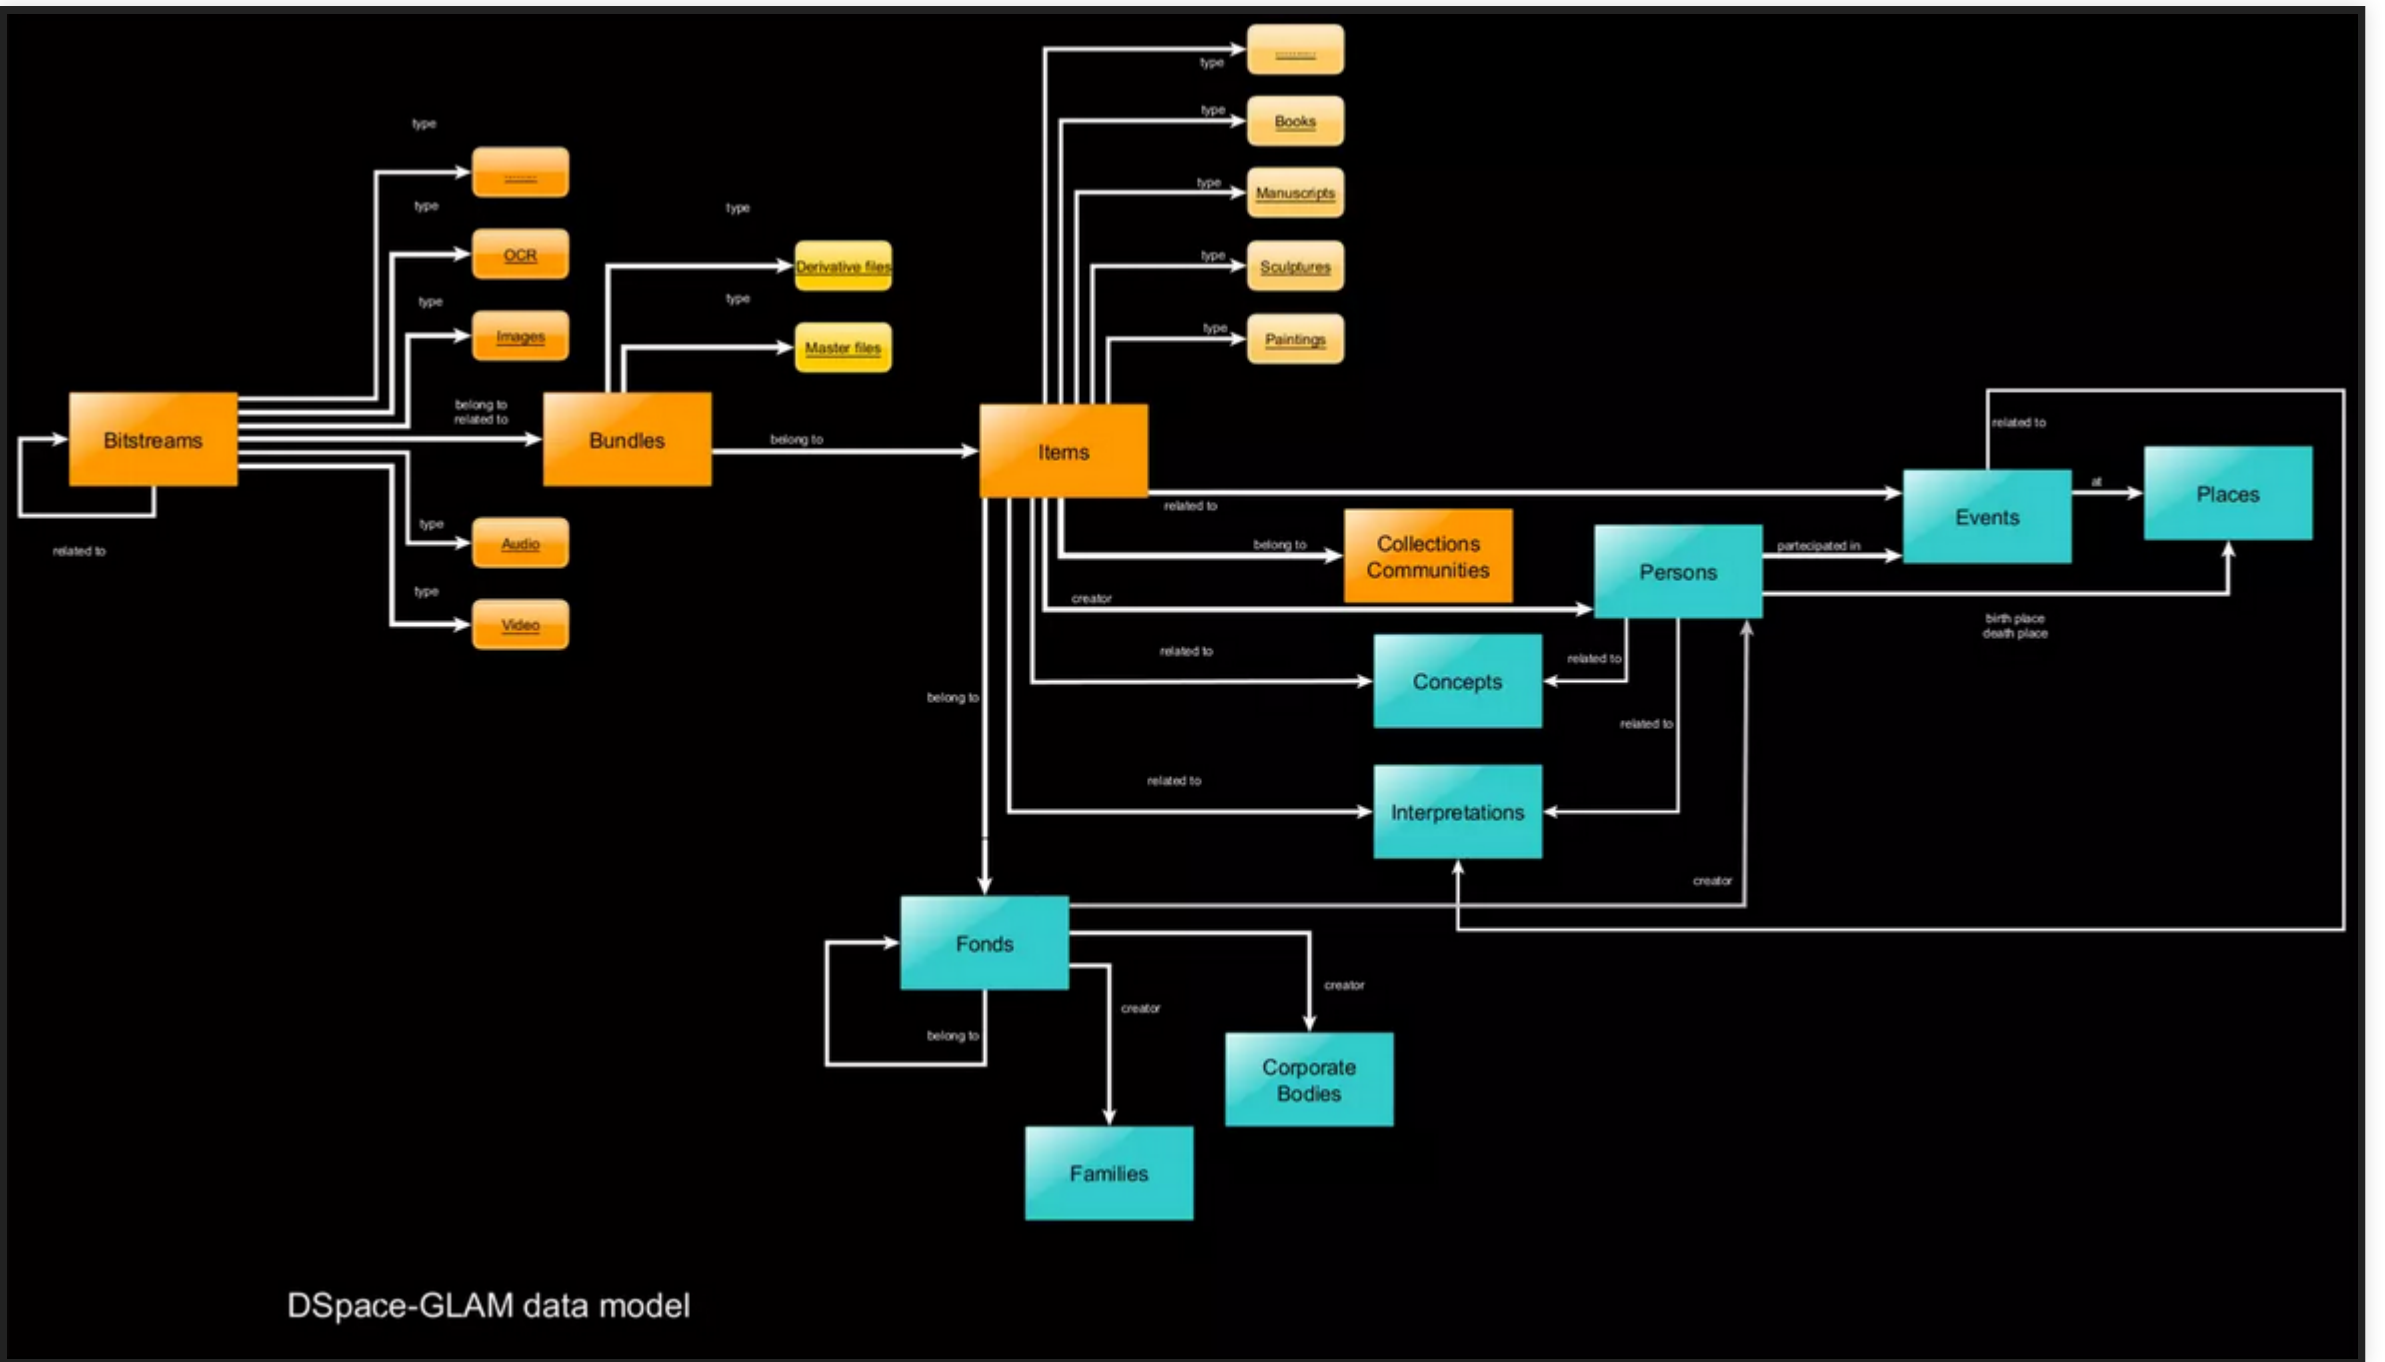 type
.......
type
Books
type
Manuscripts
type
Sculptures
type
Paintings
type
.......
type
OCR
type
Images
type
Derivative files
type
Master files
Bitstreams
related to
belong to
related to
Bundles
belong to
Items
type
Audio
type
Video
related to
belong to
Collections
Communities
creator
Persons
partecipated in
related to
Events
at
Places
birth place
death place
related to
Concepts
related to
related to
Interpretations
related to
belong to
Fonds
creator
belong to
creator
creator
Corporate
Bodies
Families
DSpace-GLAM data model